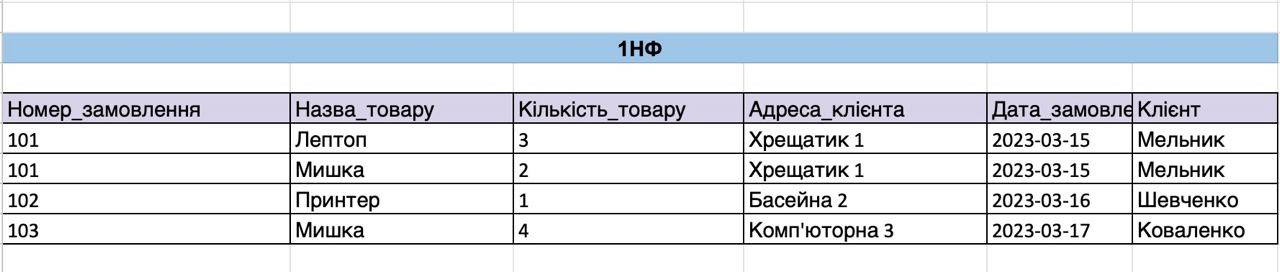 1НФ
Номер_замовлення Назва_товару Кількість_товару Адреса_клієнта Дата_замовле Клієнт
101 Лептоп 3 Хрещатик 1 2023-03-15 Мельник
101 Мишка 2 Хрещатик 1 2023-03-15 Мельник
102 Принтер 1 Басейна 2 2023-03-16 Шевченко
103 Мишка 4 Комп'юторна 3 2023-03-17 Коваленко